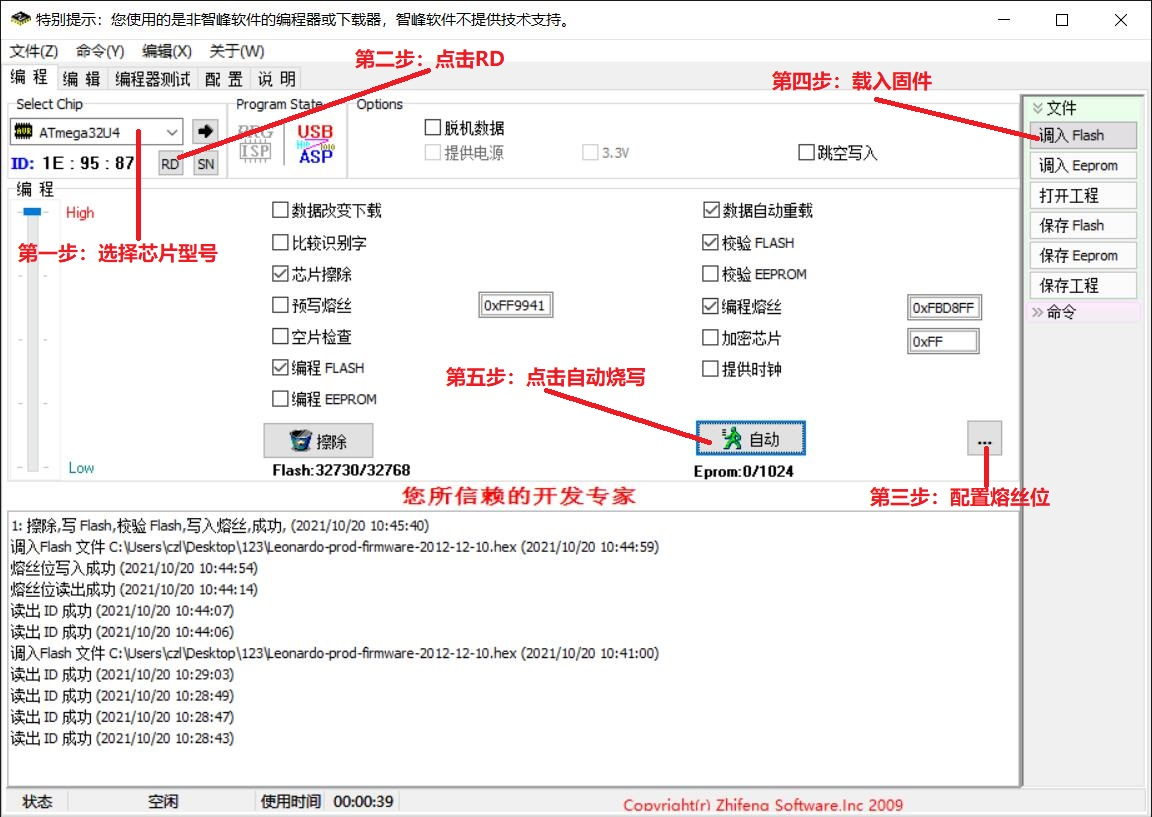 特别提示：您使用的是非智峰软件的编程器或下载器，智峰软件不提供技术支持。
文件(Z) 命令(Y) 编辑(X) 关于(W)
第二步：点击RD
编 程 编 辑 编程器测试 配 置 说 明
第四步：载入固件
Select Chip
Program State
Options
文件
AVR ATmega32U4
PRG
ISP
USB
ASP
脱机数据
调入 Flash
ID: 1E : 95 : 87 RD SN
提供电源 3.3V 跳空写入
调入 Eeprom
编 程
打开工程
High
数据改变下载
数据自动重载
保存 Flash
第一步：选择芯片型号
比较识别字
校验 FLASH
保存 Eeprom
芯片擦除
校验 EEPROM
保存工程
预写熔丝 0xFF9941
编程熔丝 0xFBD8FF
命令
空片检查
加密芯片 0xFF
编程 FLASH
提供时钟
第五步：点击自动烧写
编程 EEPROM
擦除
自动
...
Low
Flash:32730/32768
Eprom:0/1024
您所信赖的开发专家
第三步：配置熔丝位
1: 擦除,写 Flash,校验 Flash,写入熔丝,成功, (2021/10/20 10:45:40)
调入Flash 文件 C:\Users\czl\Desktop\123\Leonardo-prod-firmware-2012-12-10.hex (2021/10/20 10:44:59)
熔丝位写入成功 (2021/10/20 10:44:54)
熔丝位读出成功 (2021/10/20 10:44:14)
读出 ID 成功 (2021/10/20 10:44:07)
读出 ID 成功 (2021/10/20 10:44:06)
调入Flash 文件 C:\Users\czl\Desktop\123\Leonardo-prod-firmware-2012-12-10.hex (2021/10/20 10:41:00)
读出 ID 成功 (2021/10/20 10:29:03)
读出 ID 成功 (2021/10/20 10:28:49)
读出 ID 成功 (2021/10/20 10:28:47)
读出 ID 成功 (2021/10/20 10:28:43)
状态 空闲 使用时间 00:00:39 Copyright(r) Zhifeng Software.Inc 2009